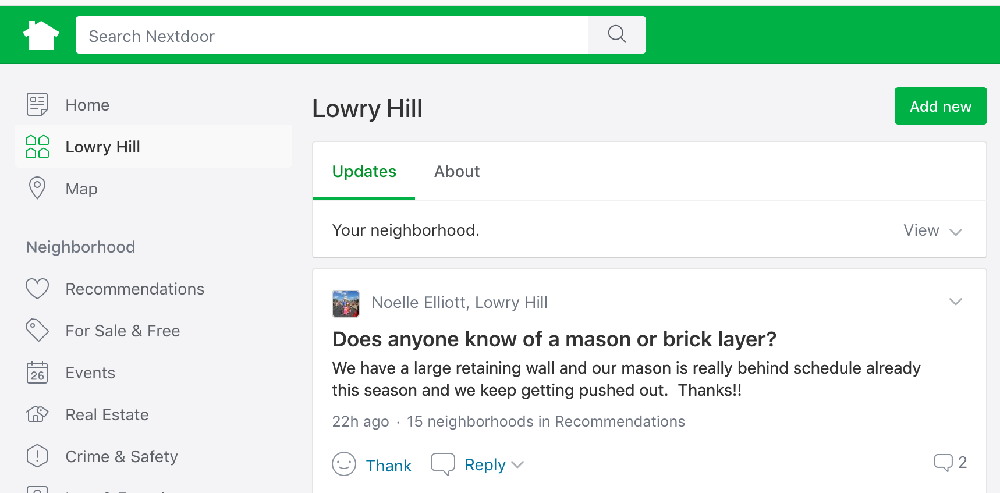 Search Nextdoor
Home
Lowry Hill
Map
Neighborhood
Recommendations
For Sale & Free
26
Events
Real Estate
Crime & Safety
Lowry Hill
Add new
Updates
About
Your neighborhood.
View
Noelle Elliott, Lowry Hill
Does anyone know of a mason or brick layer?
We have a large retaining wall and our mason is really behind schedule already
this season and we keep getting pushed out.  Thanks!!
22h ago · 15 neighborhoods in Recommendations
Thank
Reply
2